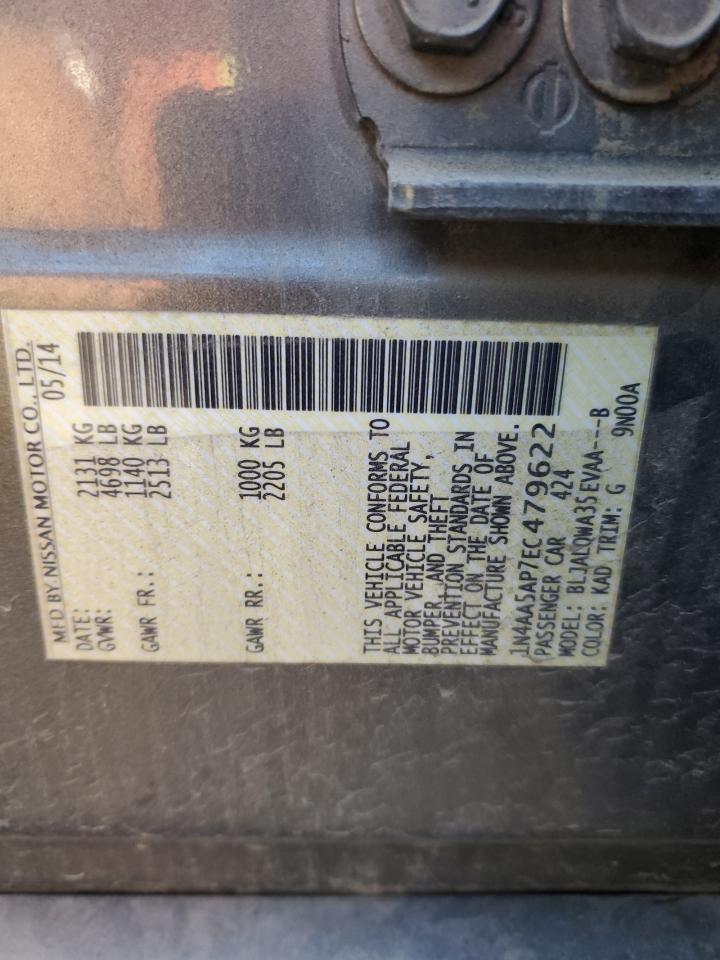 MFD BY NISSAN MOTOR CO., LTD.
DATE: 05/14
GVWR: 2131 KG
4698 LB
GAWR FR.: 1140 KG
2513 LB
GAWR RR.: 1000 KG
2205 LB
THIS VEHICLE CONFORMS TO
ALL APPLICABLE FEDERAL
MOTOR VEHICLE SAFETY,
BUMPER, AND THEFT
PREVENTION STANDARDS IN
EFFECT ON THE DATE OF
MANUFACTURE SHOWN ABOVE.
1N4AA5AP7EC479622
PASSENGER CAR 424
MODEL: BLJALQWA35EVAA---B
COLOR: KAD TRIM: G 9N00A